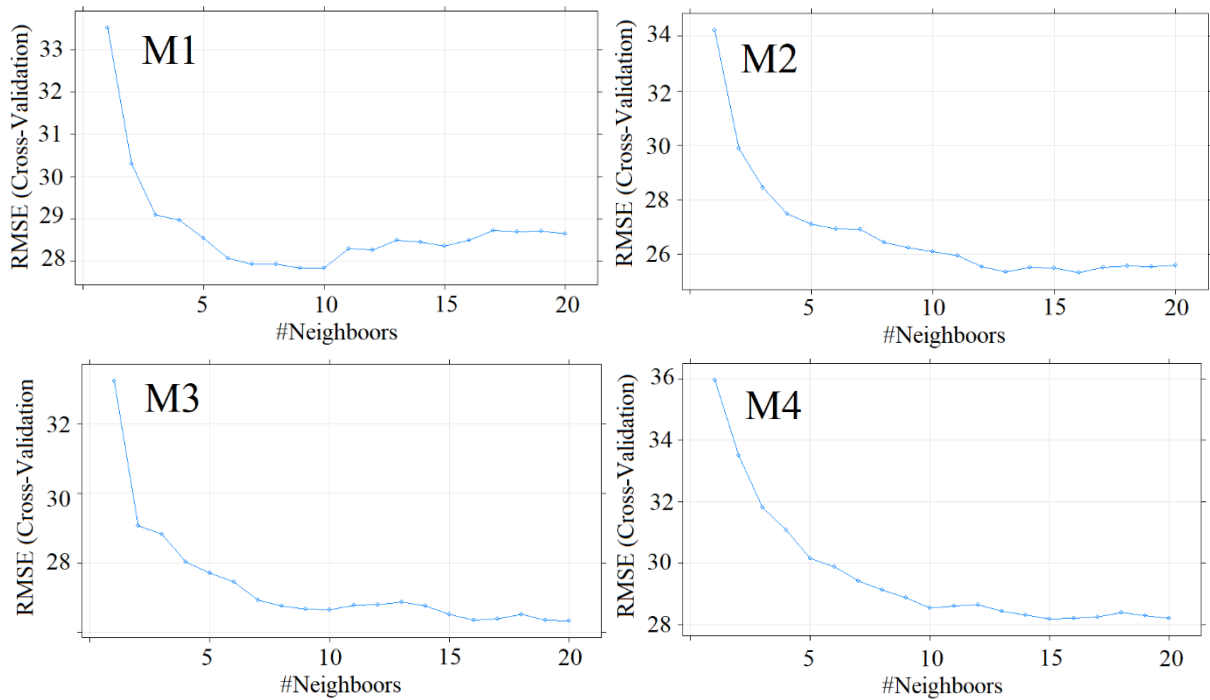 M1
RMSE (Cross-Validation)
33
32
31
30
29
28
5
10
15
20
#Neighboors
M2
RMSE (Cross-Validation)
34
32
30
28
26
5
10
15
20
#Neighboors
M3
RMSE (Cross-Validation
32
30
28
5
10
15
20
#Neighboors
M4
RMSE (Cross-Validation)
36
34
32
30
28
5
10
15
20
#Neighboors